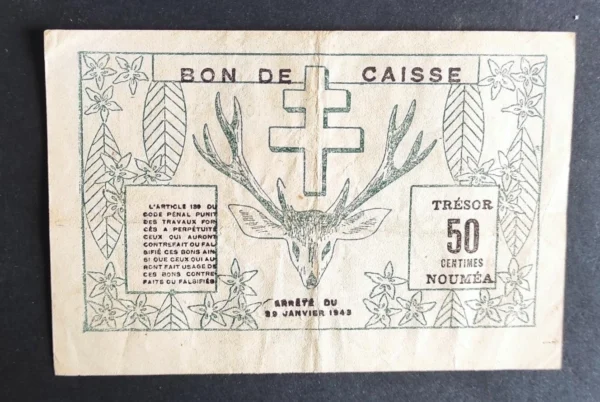 BON DE CAISSE
L'ARTICLE 139 DU
CODE PÉNAL PUNIT
DES TRAVAUX FOR
CÉS A PERPÉTUITÉ
CEUX QUI AURONT
CONTREFAIT OU FAL
SIFIÉ CES BONS AIN
SI QUE CEUX QUI AU
RONT FAIT USAGE DE
CES BONS CONTRE
FAITS OU FALSIFIÉS
TRÉSOR
50
CENTIMES
NOUMÉA
ARRÊTÉ DU
29 JANVIER 1943